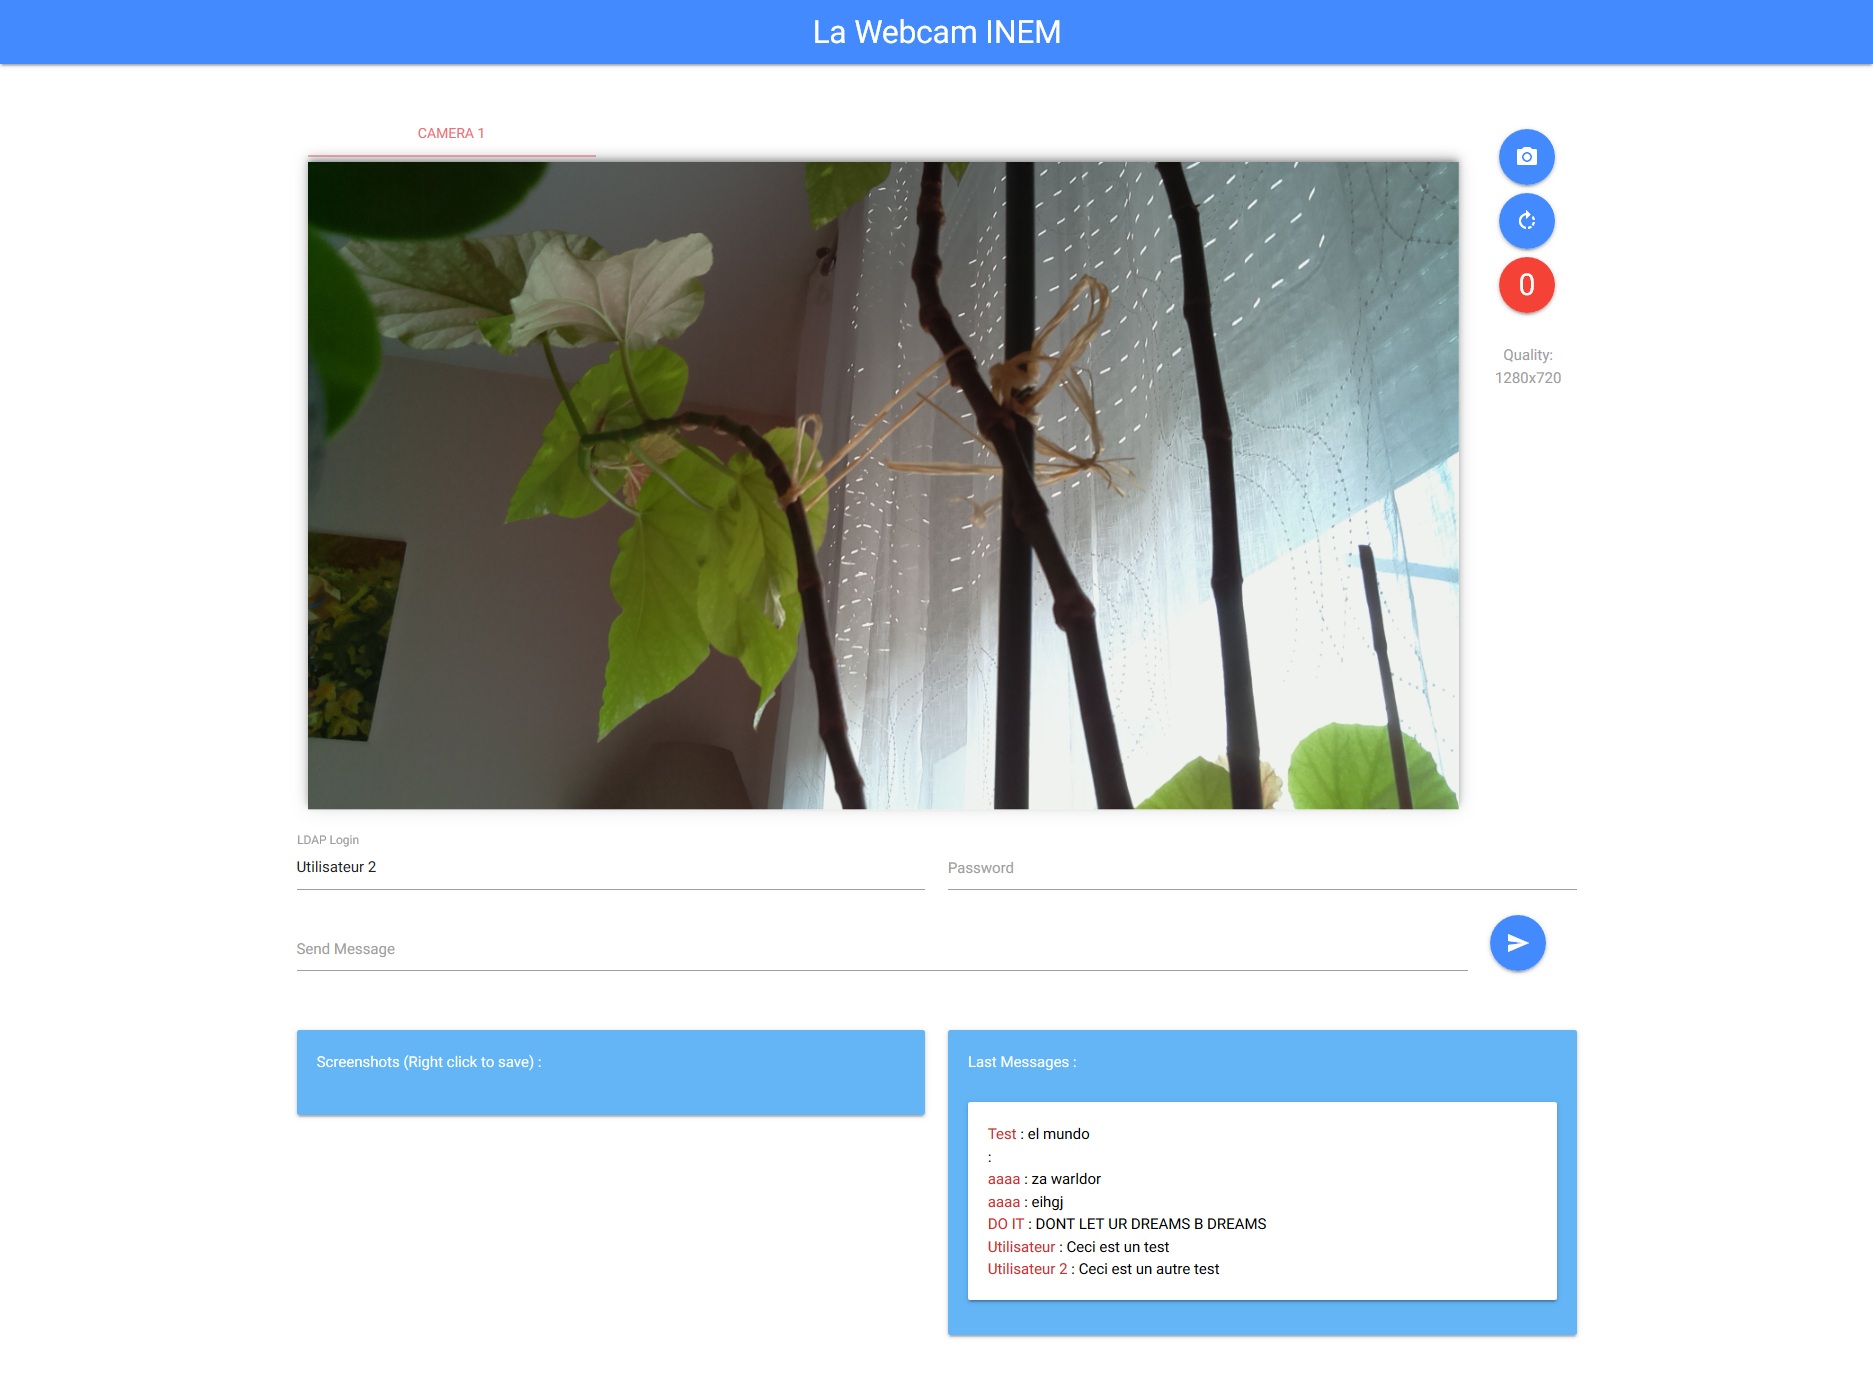 La Webcam INEM
CAMERA 1
0
Quality:
1280x720
LDAP Login
Utilisateur 2
Password
Send Message
Screenshots (Right click to save) :
Last Messages :
Test : el mundo
:
aaaa : za warldor
aaaa : eihgj
DO IT : DONT LET UR DREAMS B DREAMS
Utilisateur : Ceci est un test
Utilisateur 2 : Ceci est un autre test